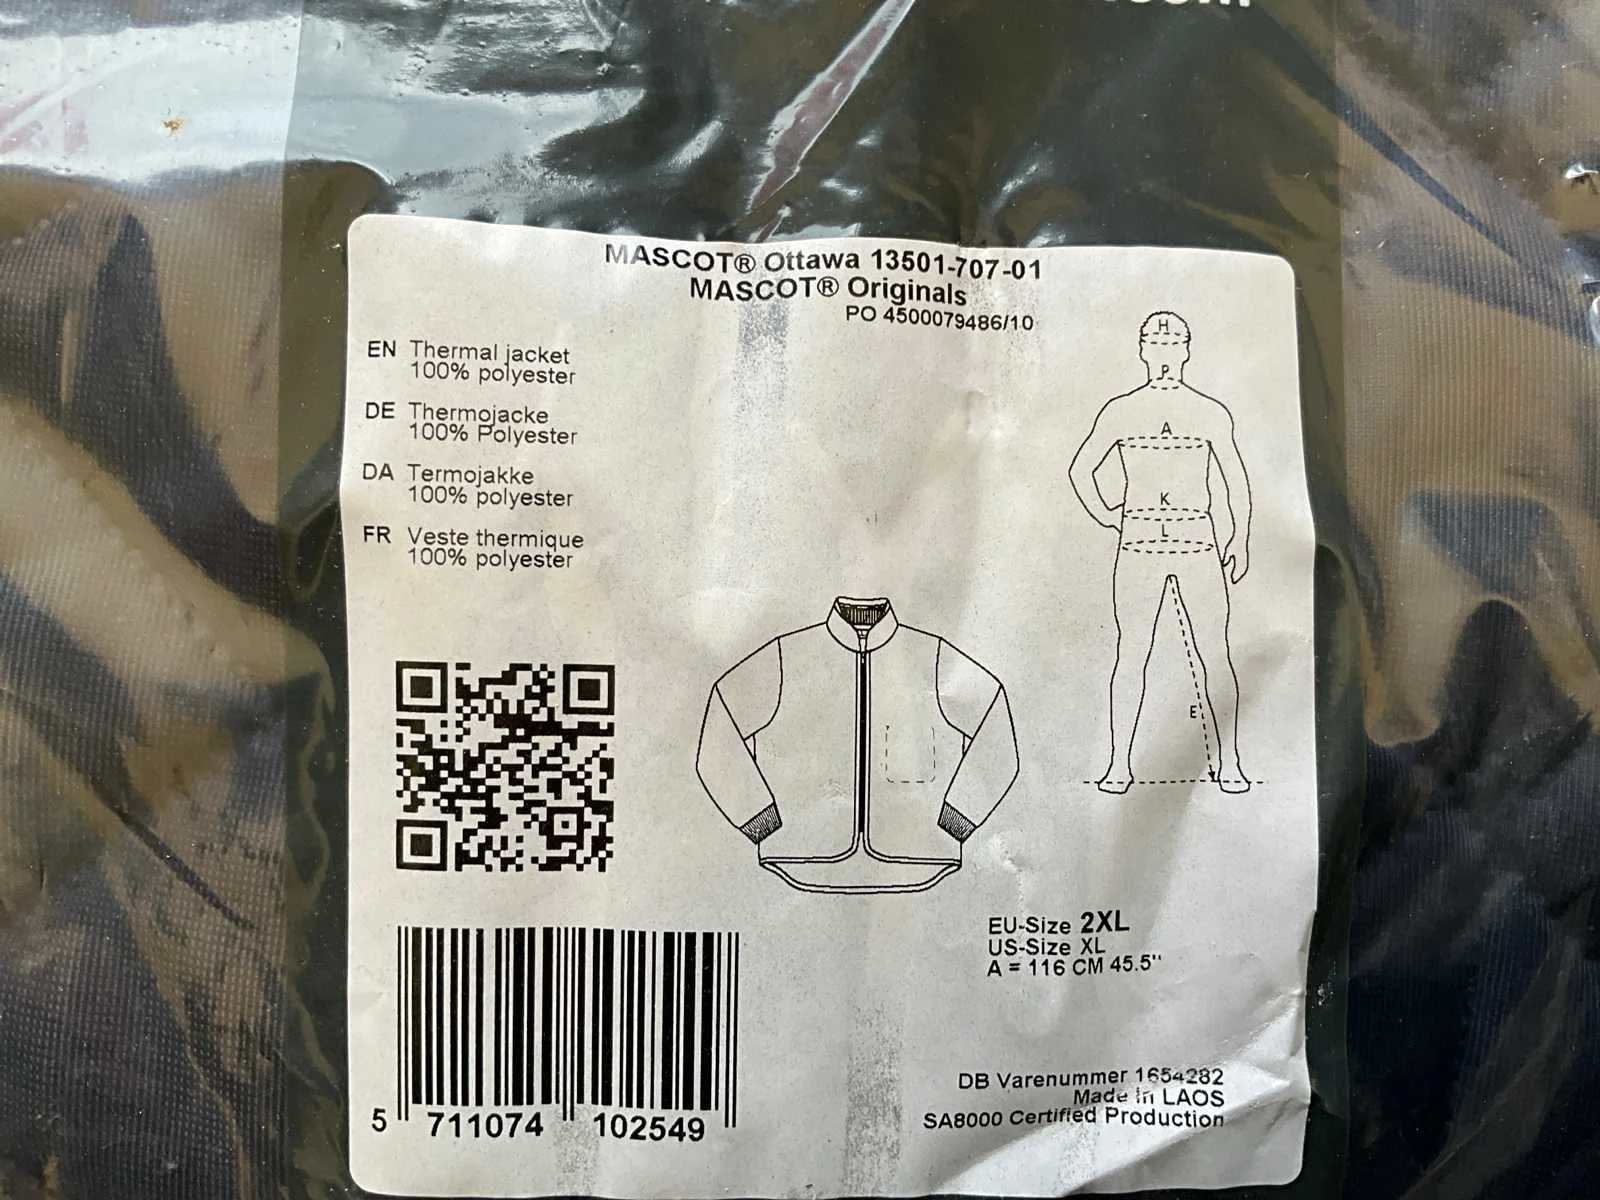 MASCOT® Ottawa 13501-707-01
MASCOT® Originals
PO 4500079486/10
EN Thermal jacket
100% polyester
DE Thermojacke
100% Polyester
DA Termojakke
100% polyester
FR Veste thermique
100% polyester
H
P
A
K
L
E
EU-Size 2XL
US-Size XL
A = 116 CM 45.5"
DB Varenummer 1654282
Made in LAOS
SA8000 Certified Production
5 711074 102549